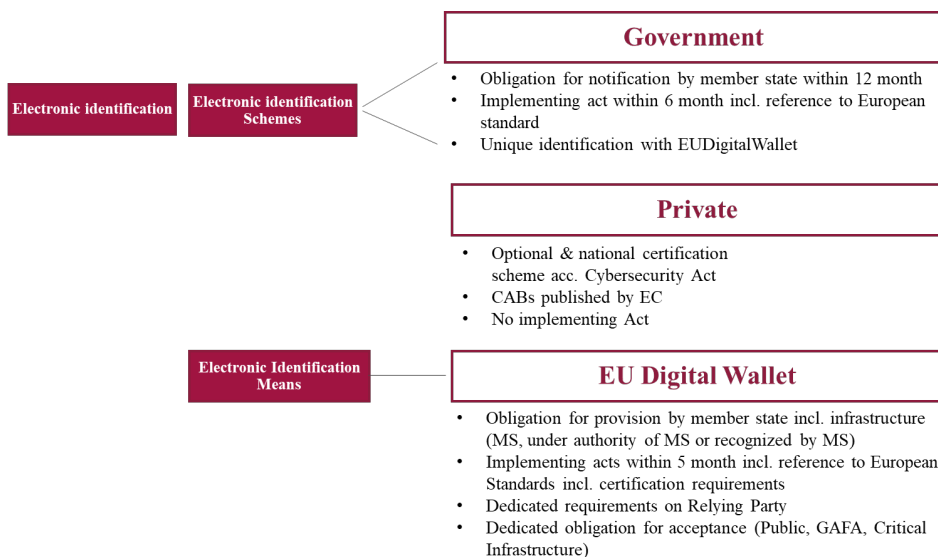 Government
Electronic identification
Electronic identification
Schemes
• Obligation for notification by member state within 12 month
• Implementing act within 6 month incl. reference to European
standard
• Unique identification with EUDigitalWallet
Private
• Optional & national certification
scheme acc. Cybersecurity Act
• CABs published by EC
• No implementing Act
Electronic Identification
Means
EU Digital Wallet
• Obligation for provision by member state incl. infrastructure
(MS, under authority of MS or recognized by MS)
• Implementing acts within 5 month incl. reference to European
Standards incl. certification requirements
• Dedicated requirements on Relying Party
• Dedicated obligation for acceptance (Public, GAFA, Critical
Infrastructure)